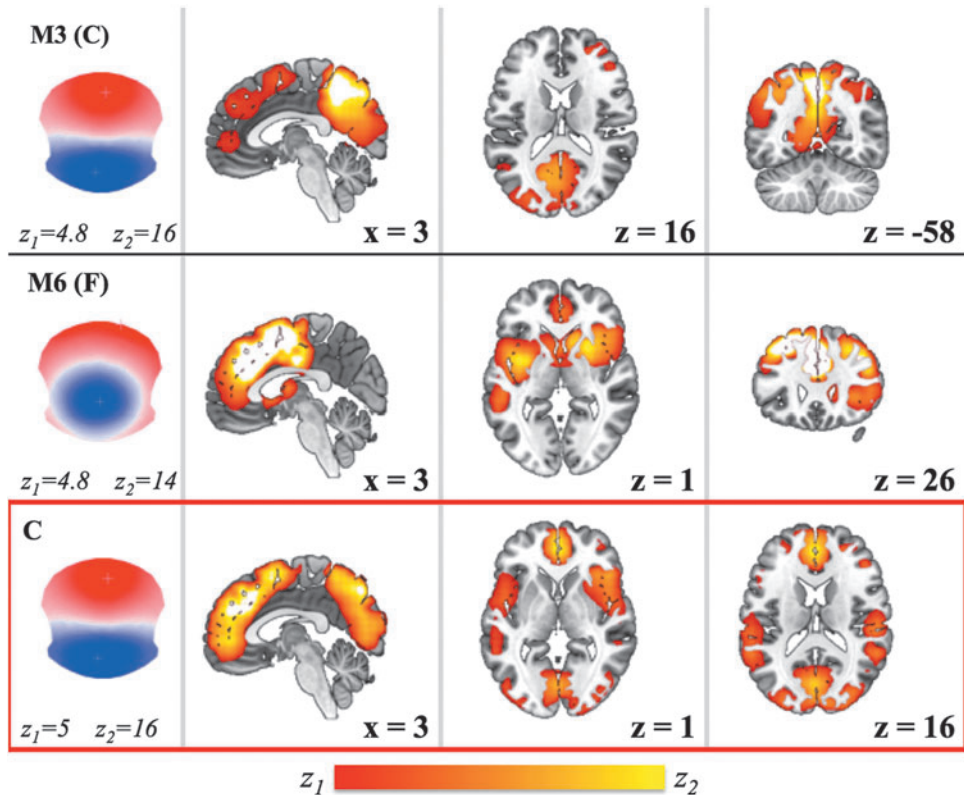 M3 (C)
z1=4.8 z2=16
x = 3
z = 16
z = -58
M6 (F)
z1=4.8 z2=14
x = 3
z = 1
z = 26
C
z1=5 z2=16
x = 3
z = 1
z = 16
z1 z2